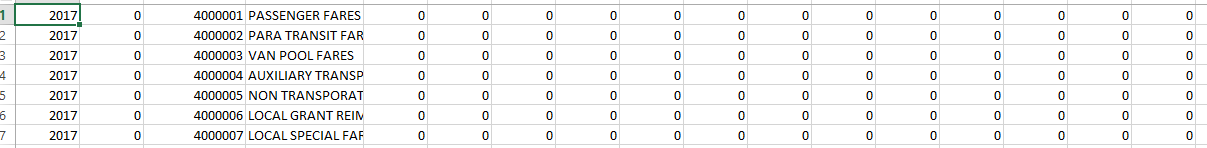 1 2017 0 4000001 PASSENGER FARES 0 0 0 0 0 0 0 0 0 0 0 0 0
2 2017 0 4000002 PARA TRANSIT FAR 0 0 0 0 0 0 0 0 0 0 0 0 0
3 2017 0 4000003 VAN POOL FARES 0 0 0 0 0 0 0 0 0 0 0 0 0
4 2017 0 4000004 AUXILIARY TRANSP 0 0 0 0 0 0 0 0 0 0 0 0 0
5 2017 0 4000005 NON TRANSPORAT 0 0 0 0 0 0 0 0 0 0 0 0 0
6 2017 0 4000006 LOCAL GRANT REIM 0 0 0 0 0 0 0 0 0 0 0 0 0
7 2017 0 4000007 LOCAL SPECIAL FAR 0 0 0 0 0 0 0 0 0 0 0 0 0